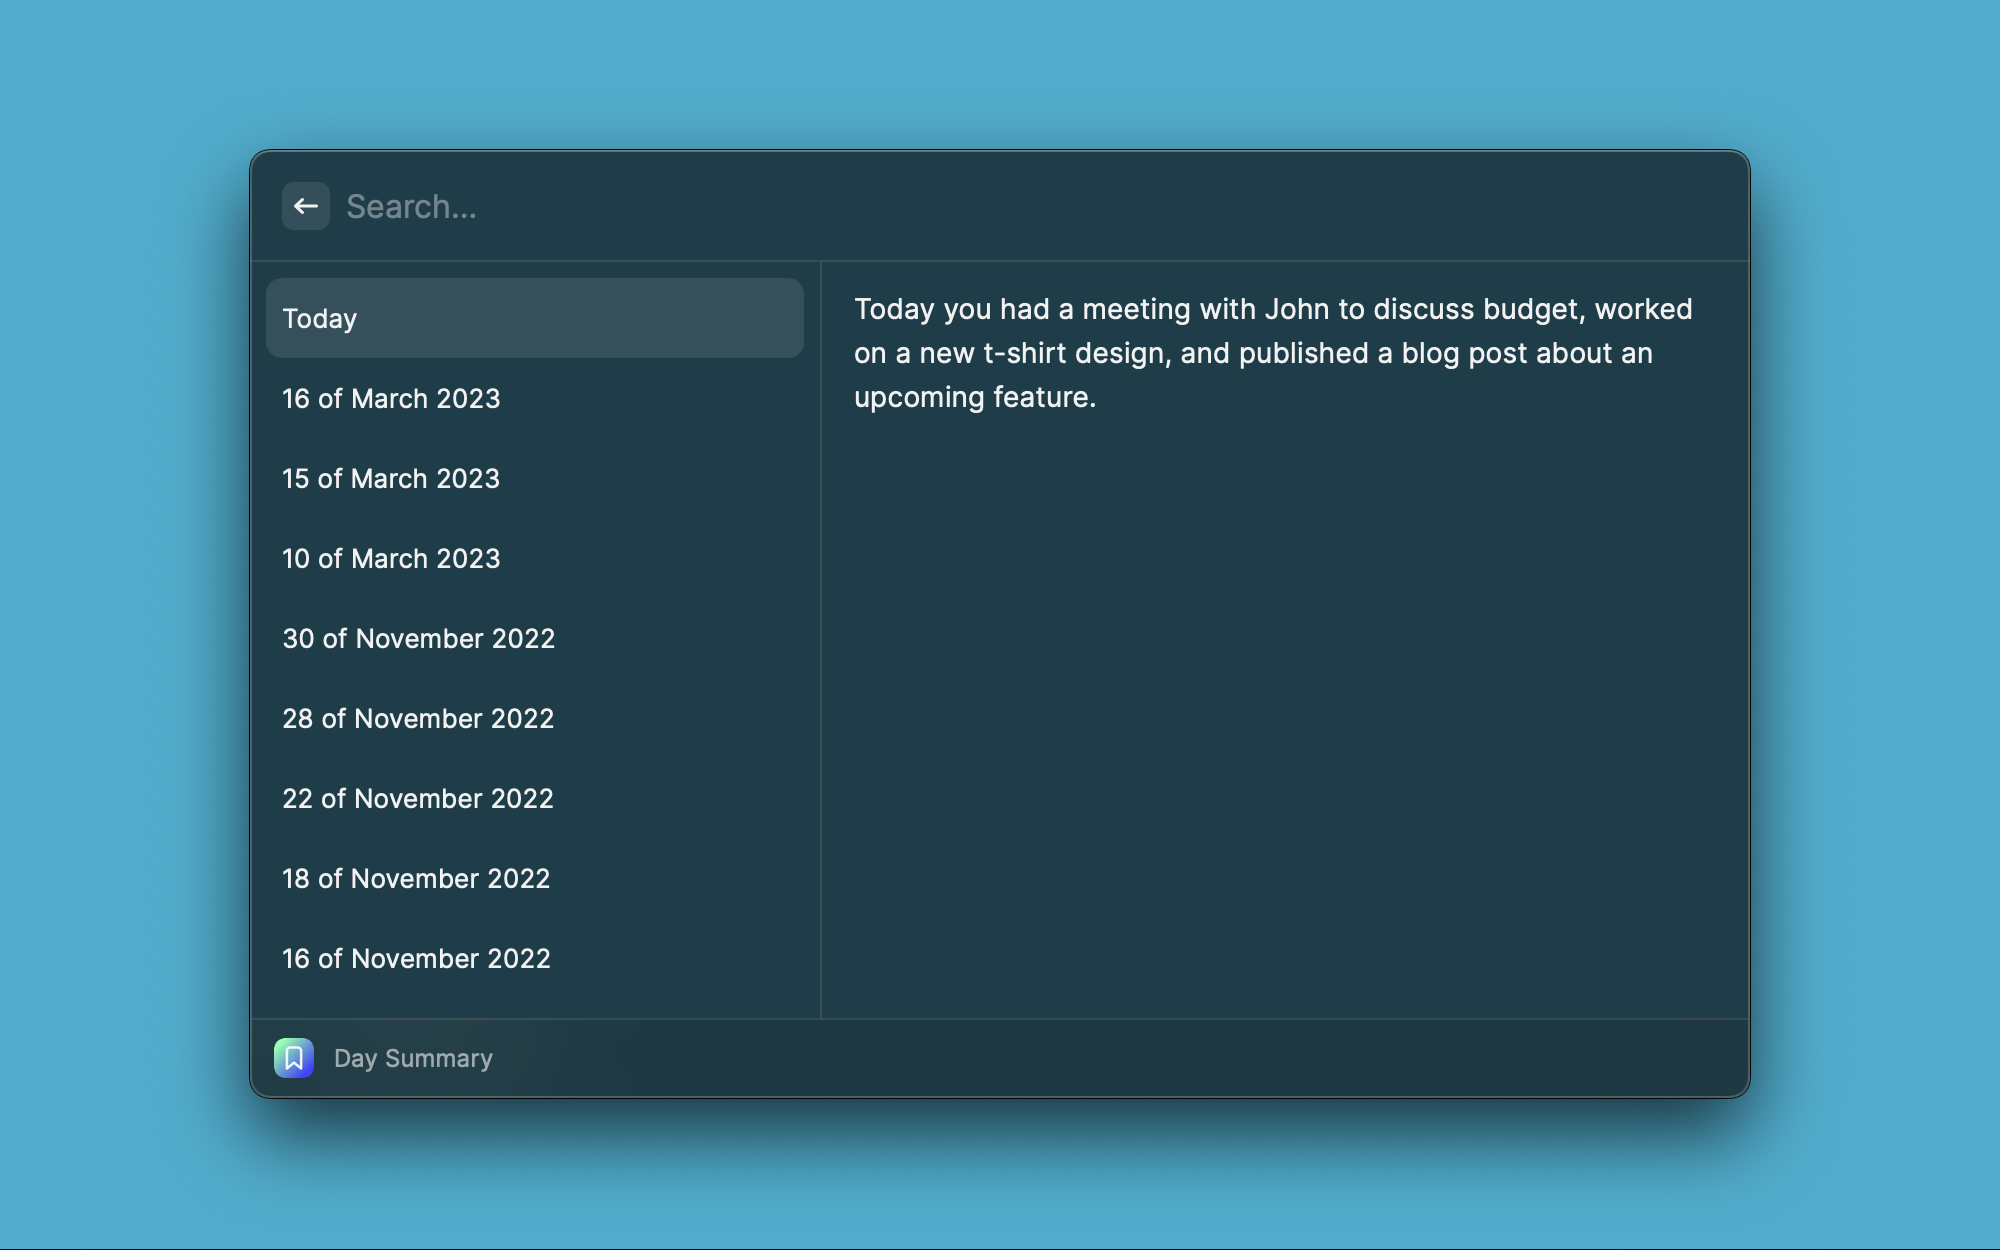 Search...
Today
16 of March 2023
15 of March 2023
10 of March 2023
30 of November 2022
28 of November 2022
22 of November 2022
18 of November 2022
16 of November 2022
Today you had a meeting with John to discuss budget, worked
on a new t-shirt design, and published a blog post about an
upcoming feature.
Day Summary